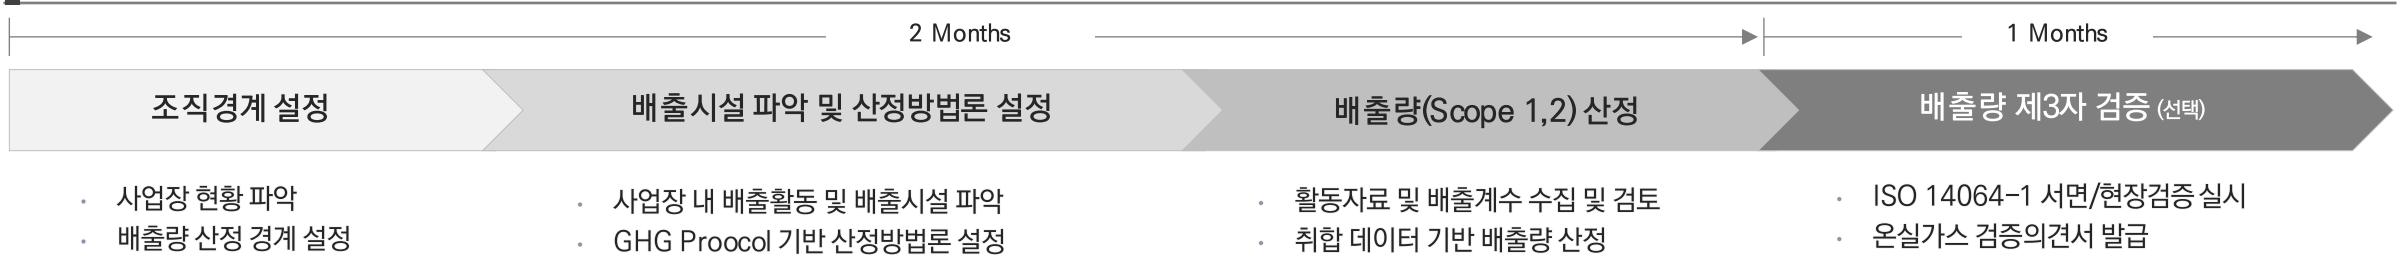 2 Months
1 Months
조직경계 설정
배출시설 파악 및 산정방법론 설정
배출량(Scope 1,2) 산정
배출량 제3자 검증 (선택)
· 사업장 현황 파악
· 배출량 산정 경계 설정
· 사업장 내 배출활동 및 배출시설 파악
· GHG Proocol 기반 산정방법론 설정
· 활동자료 및 배출계수 수집 및 검토
· 취합 데이터 기반 배출량 산정
· ISO 14064-1 서면/현장검증 실시
· 온실가스 검증의견서 발급